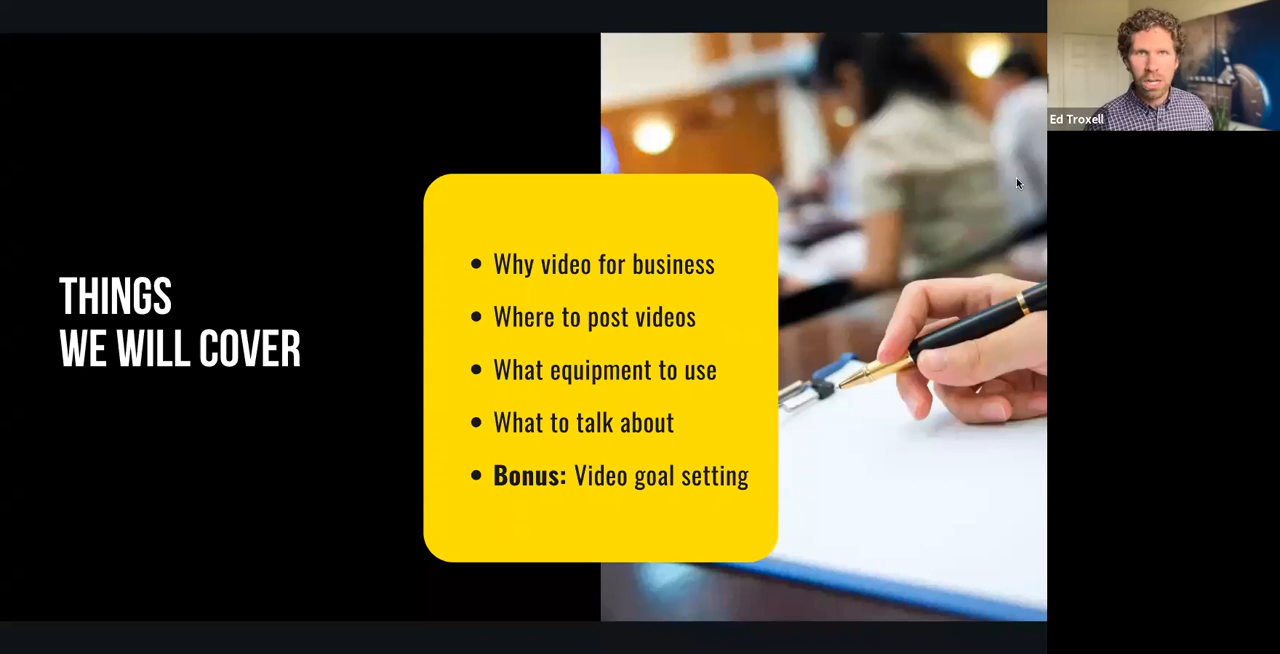 THINGS
WE WILL COVER
• Why video for business
• Where to post videos
• What equipment to use
• What to talk about
• Bonus: Video goal setting
Ed Troxell